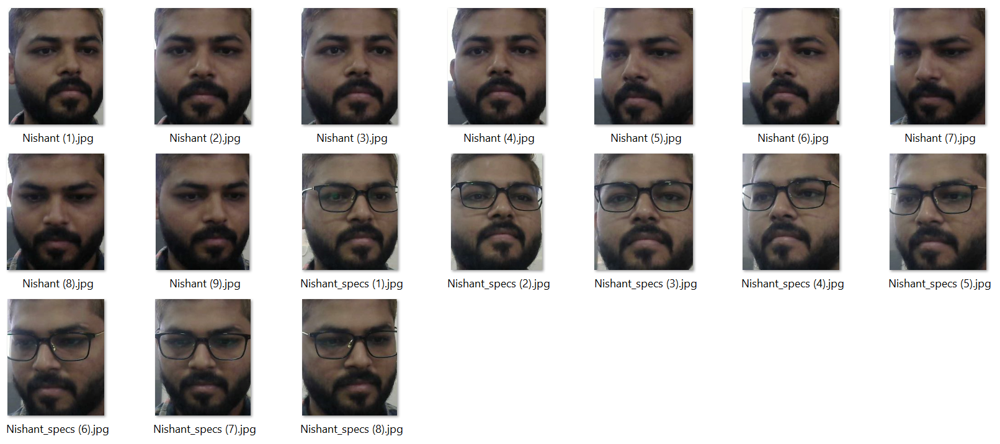 Nishant (1).jpg
Nishant (2).jpg
Nishant (3).jpg
Nishant (4).jpg
Nishant (5).jpg
Nishant (6).jpg
Nishant (7).jpg
Nishant (8).jpg
Nishant (9).jpg
Nishant_specs (1).jpg
Nishant_specs (2).jpg
Nishant_specs (3).jpg
Nishant_specs (4).jpg
Nishant_specs (5).jpg
Nishant_specs (6).jpg
Nishant_specs (7).jpg
Nishant_specs (8).jpg